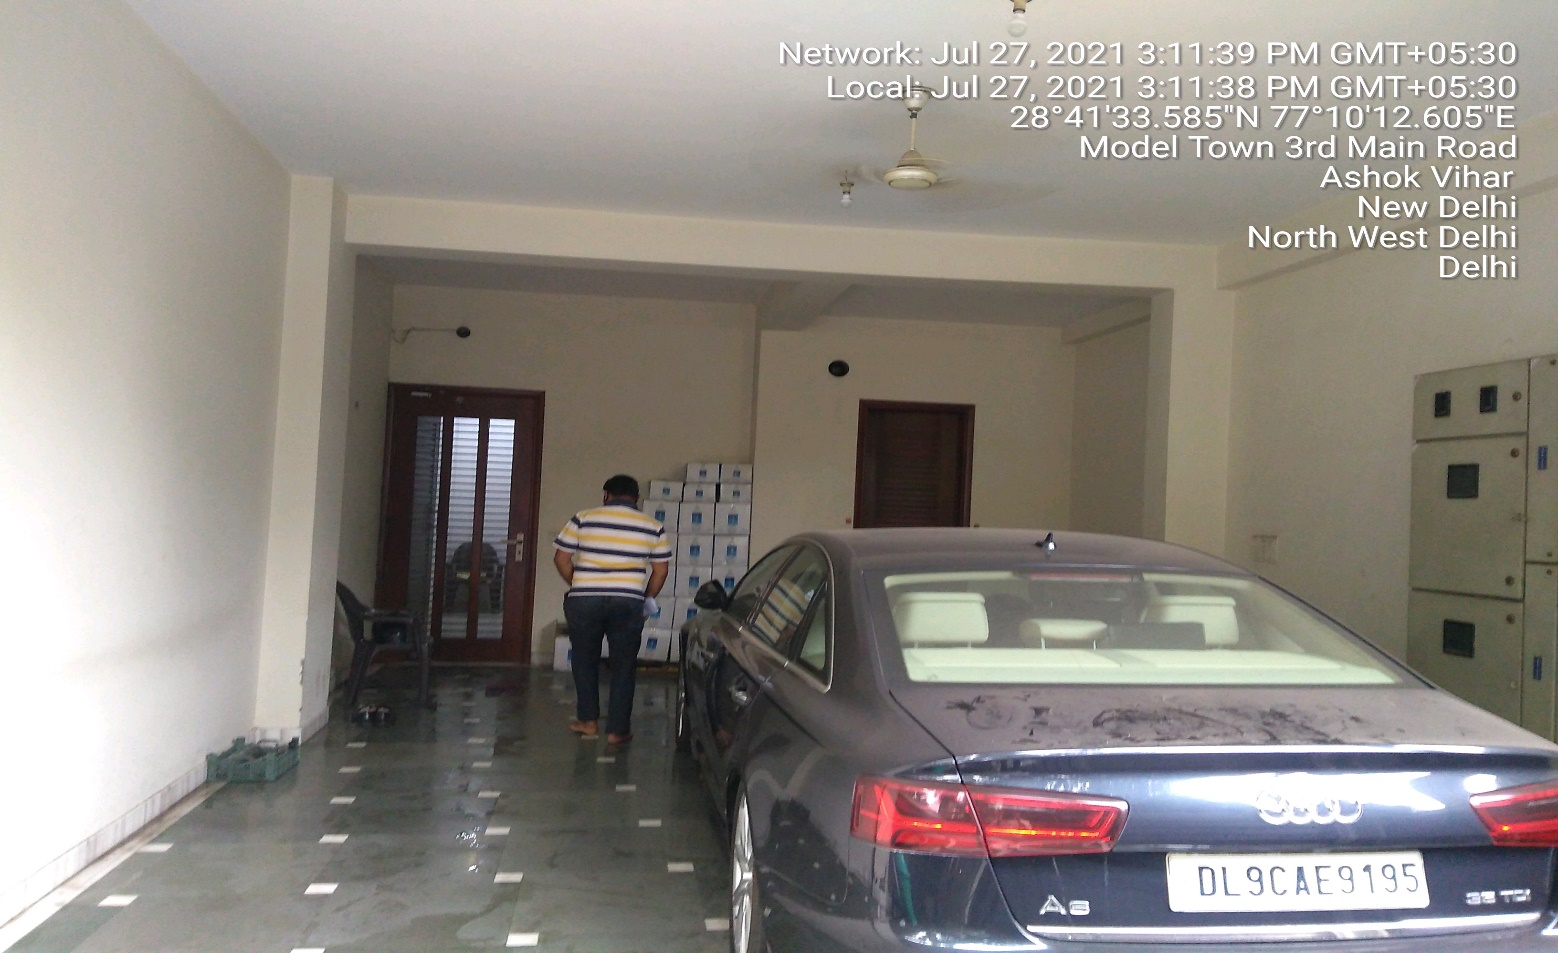 Network: Jul 27, 2021 3:11:39 PM GMT+05:30
Local: Jul 27, 2021 3:11:38 PM GMT+05:30
28°41'33.585"N 77°10'12.605"E
Model Town 3rd Main Road
Ashok Vihar
New Delhi
North West Delhi
Delhi
DL9CAE9195
A6
35 TDI